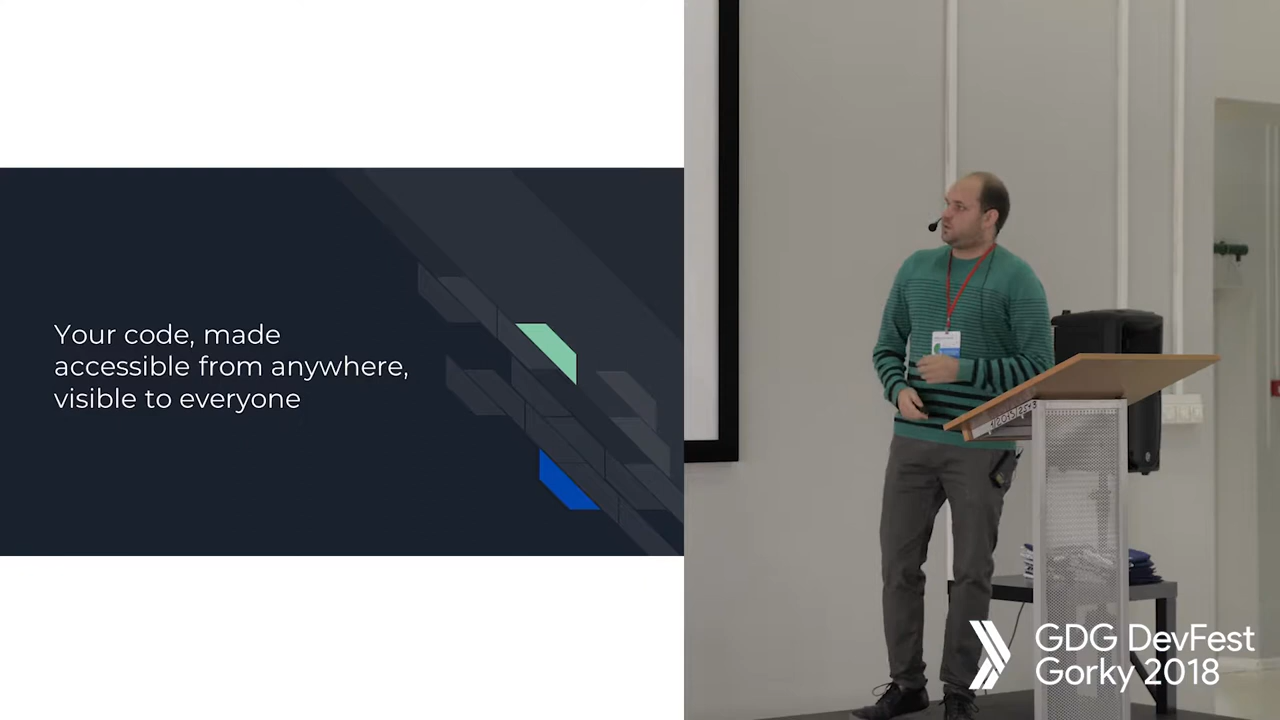 Your code, made
accessible from anywhere,
visible to everyone
GDG DevFest
Gorky 2018